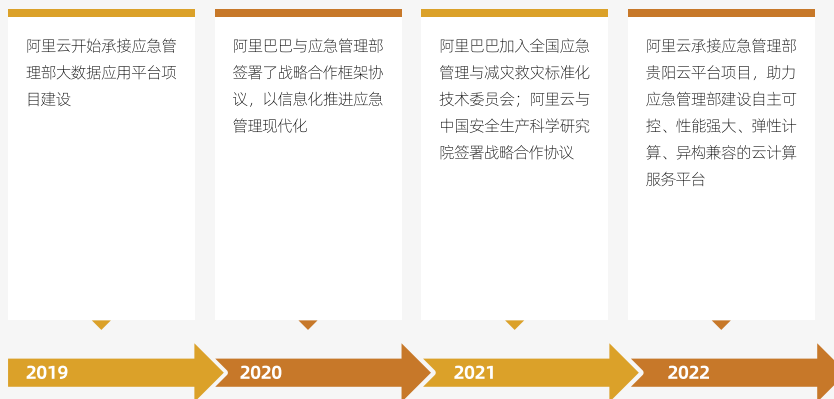 阿里云开始承接应急管
理部大数据应用平台项
目建设
阿里巴巴与应急管理部
签署了战略合作框架协
议，以信息化推进应急
管理现代化
阿里巴巴加入全国应急
管理与减灾救灾标准化
技术委员会；阿里云与
中国安全生产科学研究
院签署战略合作协议
阿里云承接应急管理部
贵阳云平台项目，助力
应急管理部建设自主可
控、性能强大、弹性计
算、异构兼容的云计算
服务平台
2019
2020
2021
2022